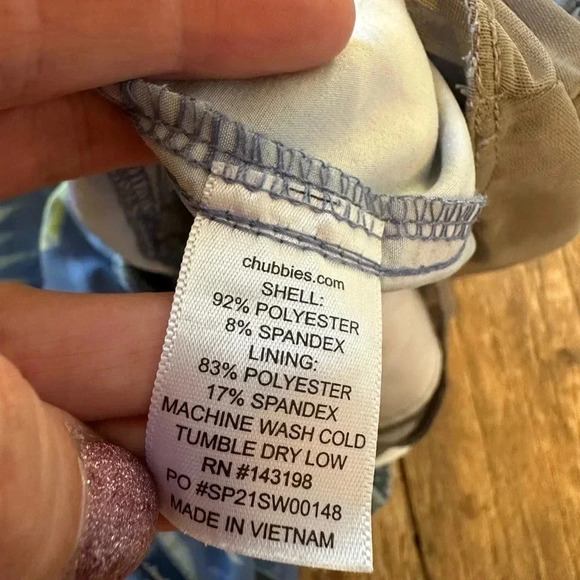 chubbies.com
SHELL:
92% POLYESTER
8% SPANDEX
LINING:
83% POLYESTER
17% SPANDEX
MACHINE WASH COLD
TUMBLE DRY LOW
RN #143198
PO #SP21SW00148
MADE IN VIETNAM